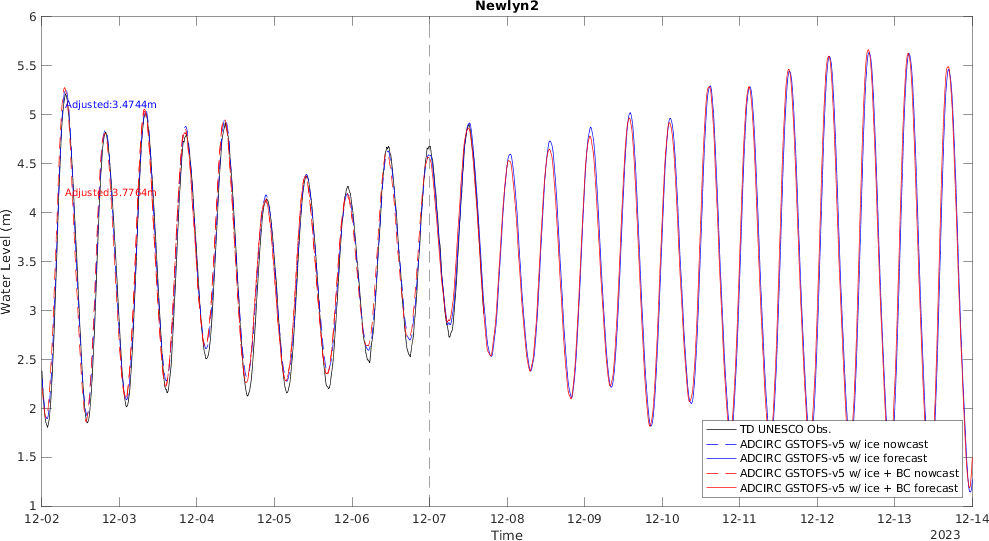 Newlyn2
6
5.5
5
4.5
4
3.5
3
2.5
2
1.5
1
Water Level (m)
Adjusted:3.4744m
Adjusted:3.7764m
TD UNESCO Obs.
ADCIRC GSTOFS-v5 w/ ice nowcast
ADCIRC GSTOFS-v5 w/ ice forecast
ADCIRC GSTOFS-v5 w/ ice + BC nowcast
ADCIRC GSTOFS-v5 w/ ice + BC forecast
12-02 12-03 12-04 12-05 12-06 12-07 12-08 12-09 12-10 12-11 12-12 12-13 12-14
Time
2023